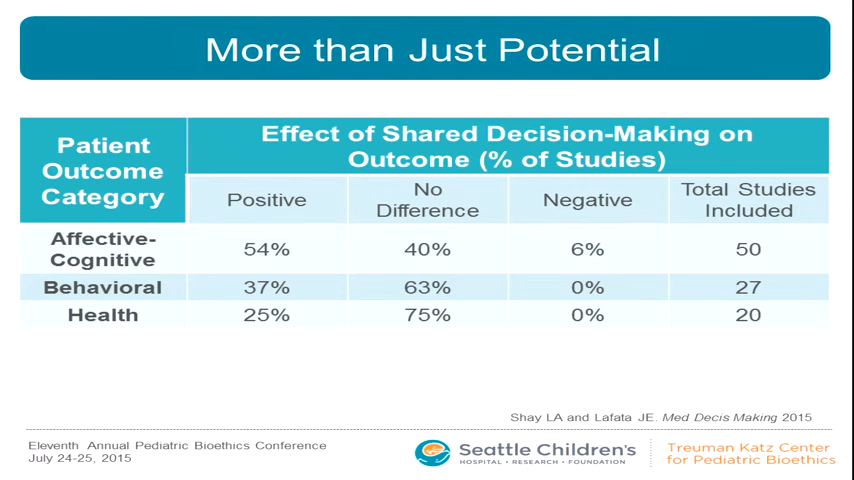 More than Just Potential
Patient
Outcome
Category
Effect of Shared Decision-Making on
Outcome (% of Studies)
Positive
No
Difference
Negative
Total Studies
Included
Affective-
Cognitive
54%
40%
6%
50
Behavioral
37%
63%
0%
27
Health
25%
75%
0%
20
Shay LA and Lafata JE. Med Decis Making 2015
Eleventh Annual Pediatric Bioethics Conference
July 24-25, 2015
Seattle Children's
HOSPITAL • RESEARCH • FOUNDATION
Treuman Katz Center
for Pediatric Bioethics